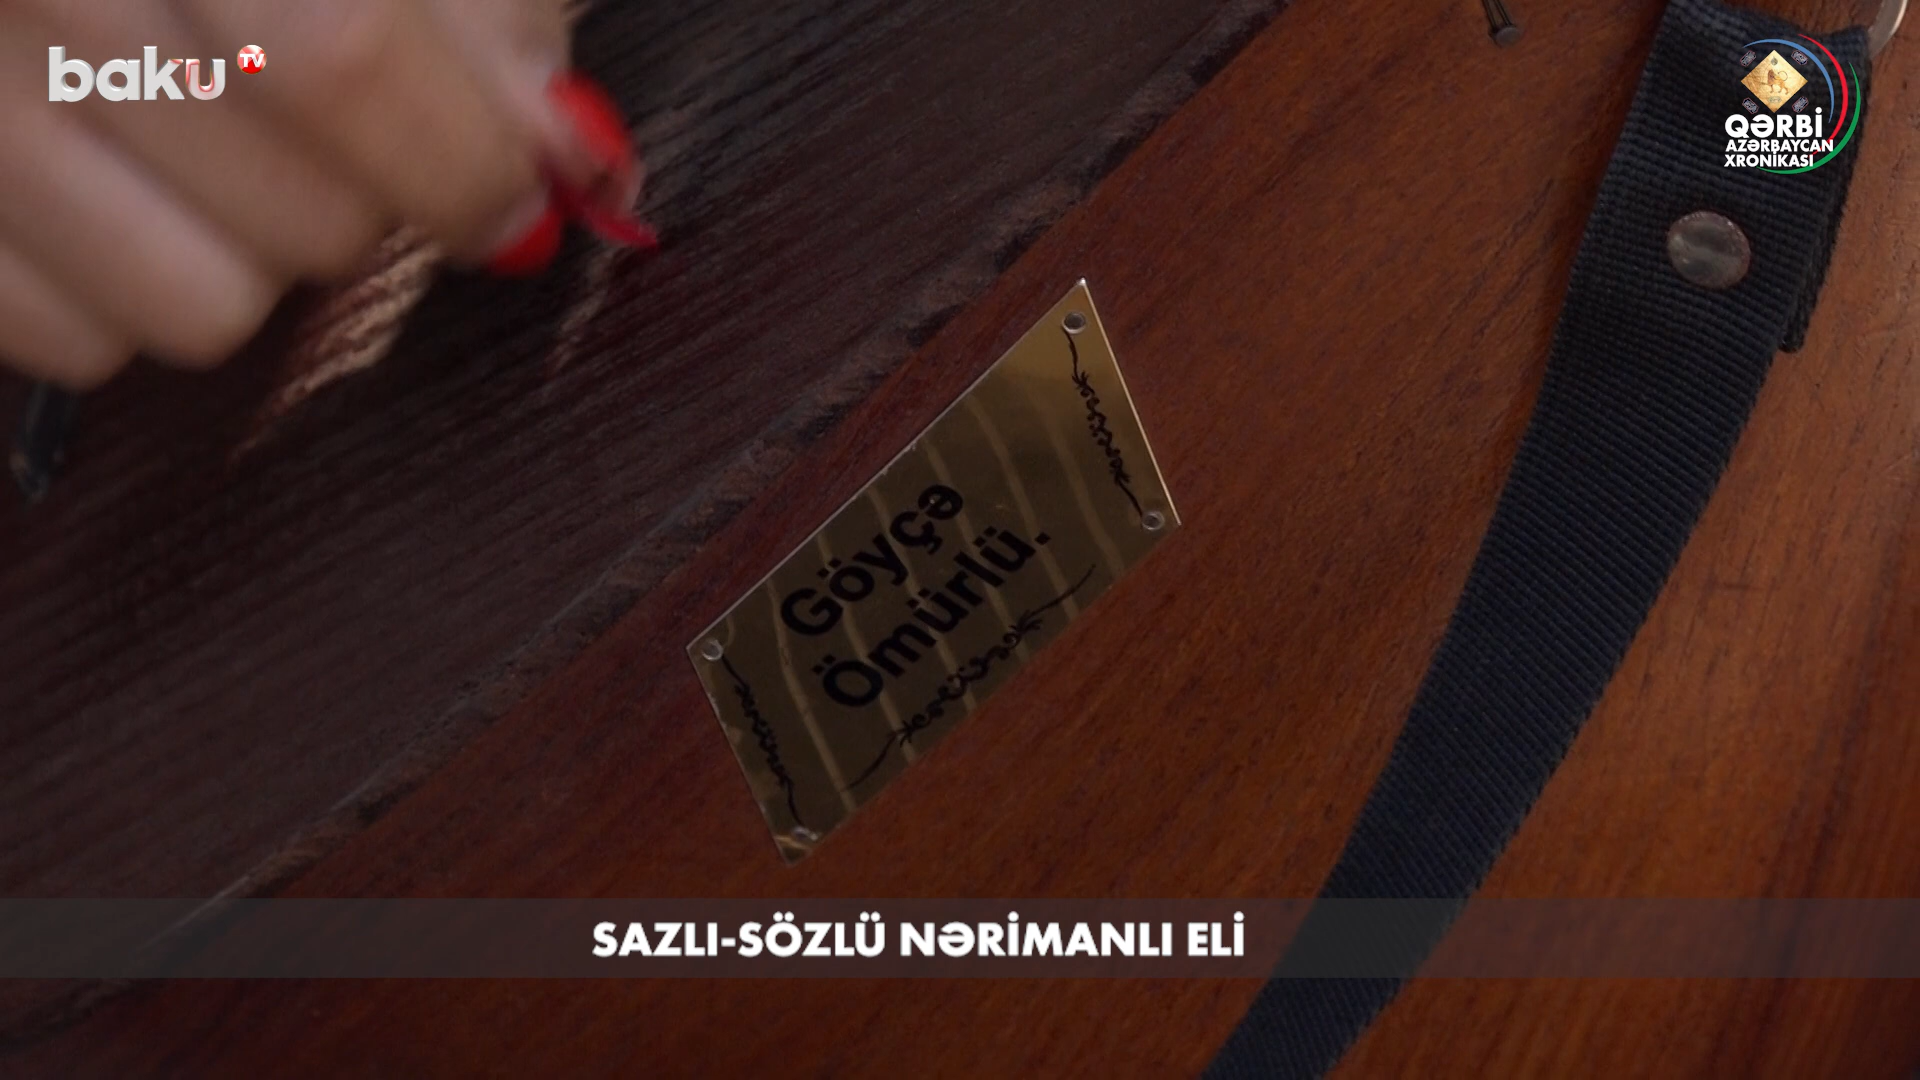 baku TV
QƏRBİ
AZƏRBAYCAN
XRONİKASI
Göyçə
Ömürlü.
SAZLI-SÖZLÜ NƏRİMANLI ELİ